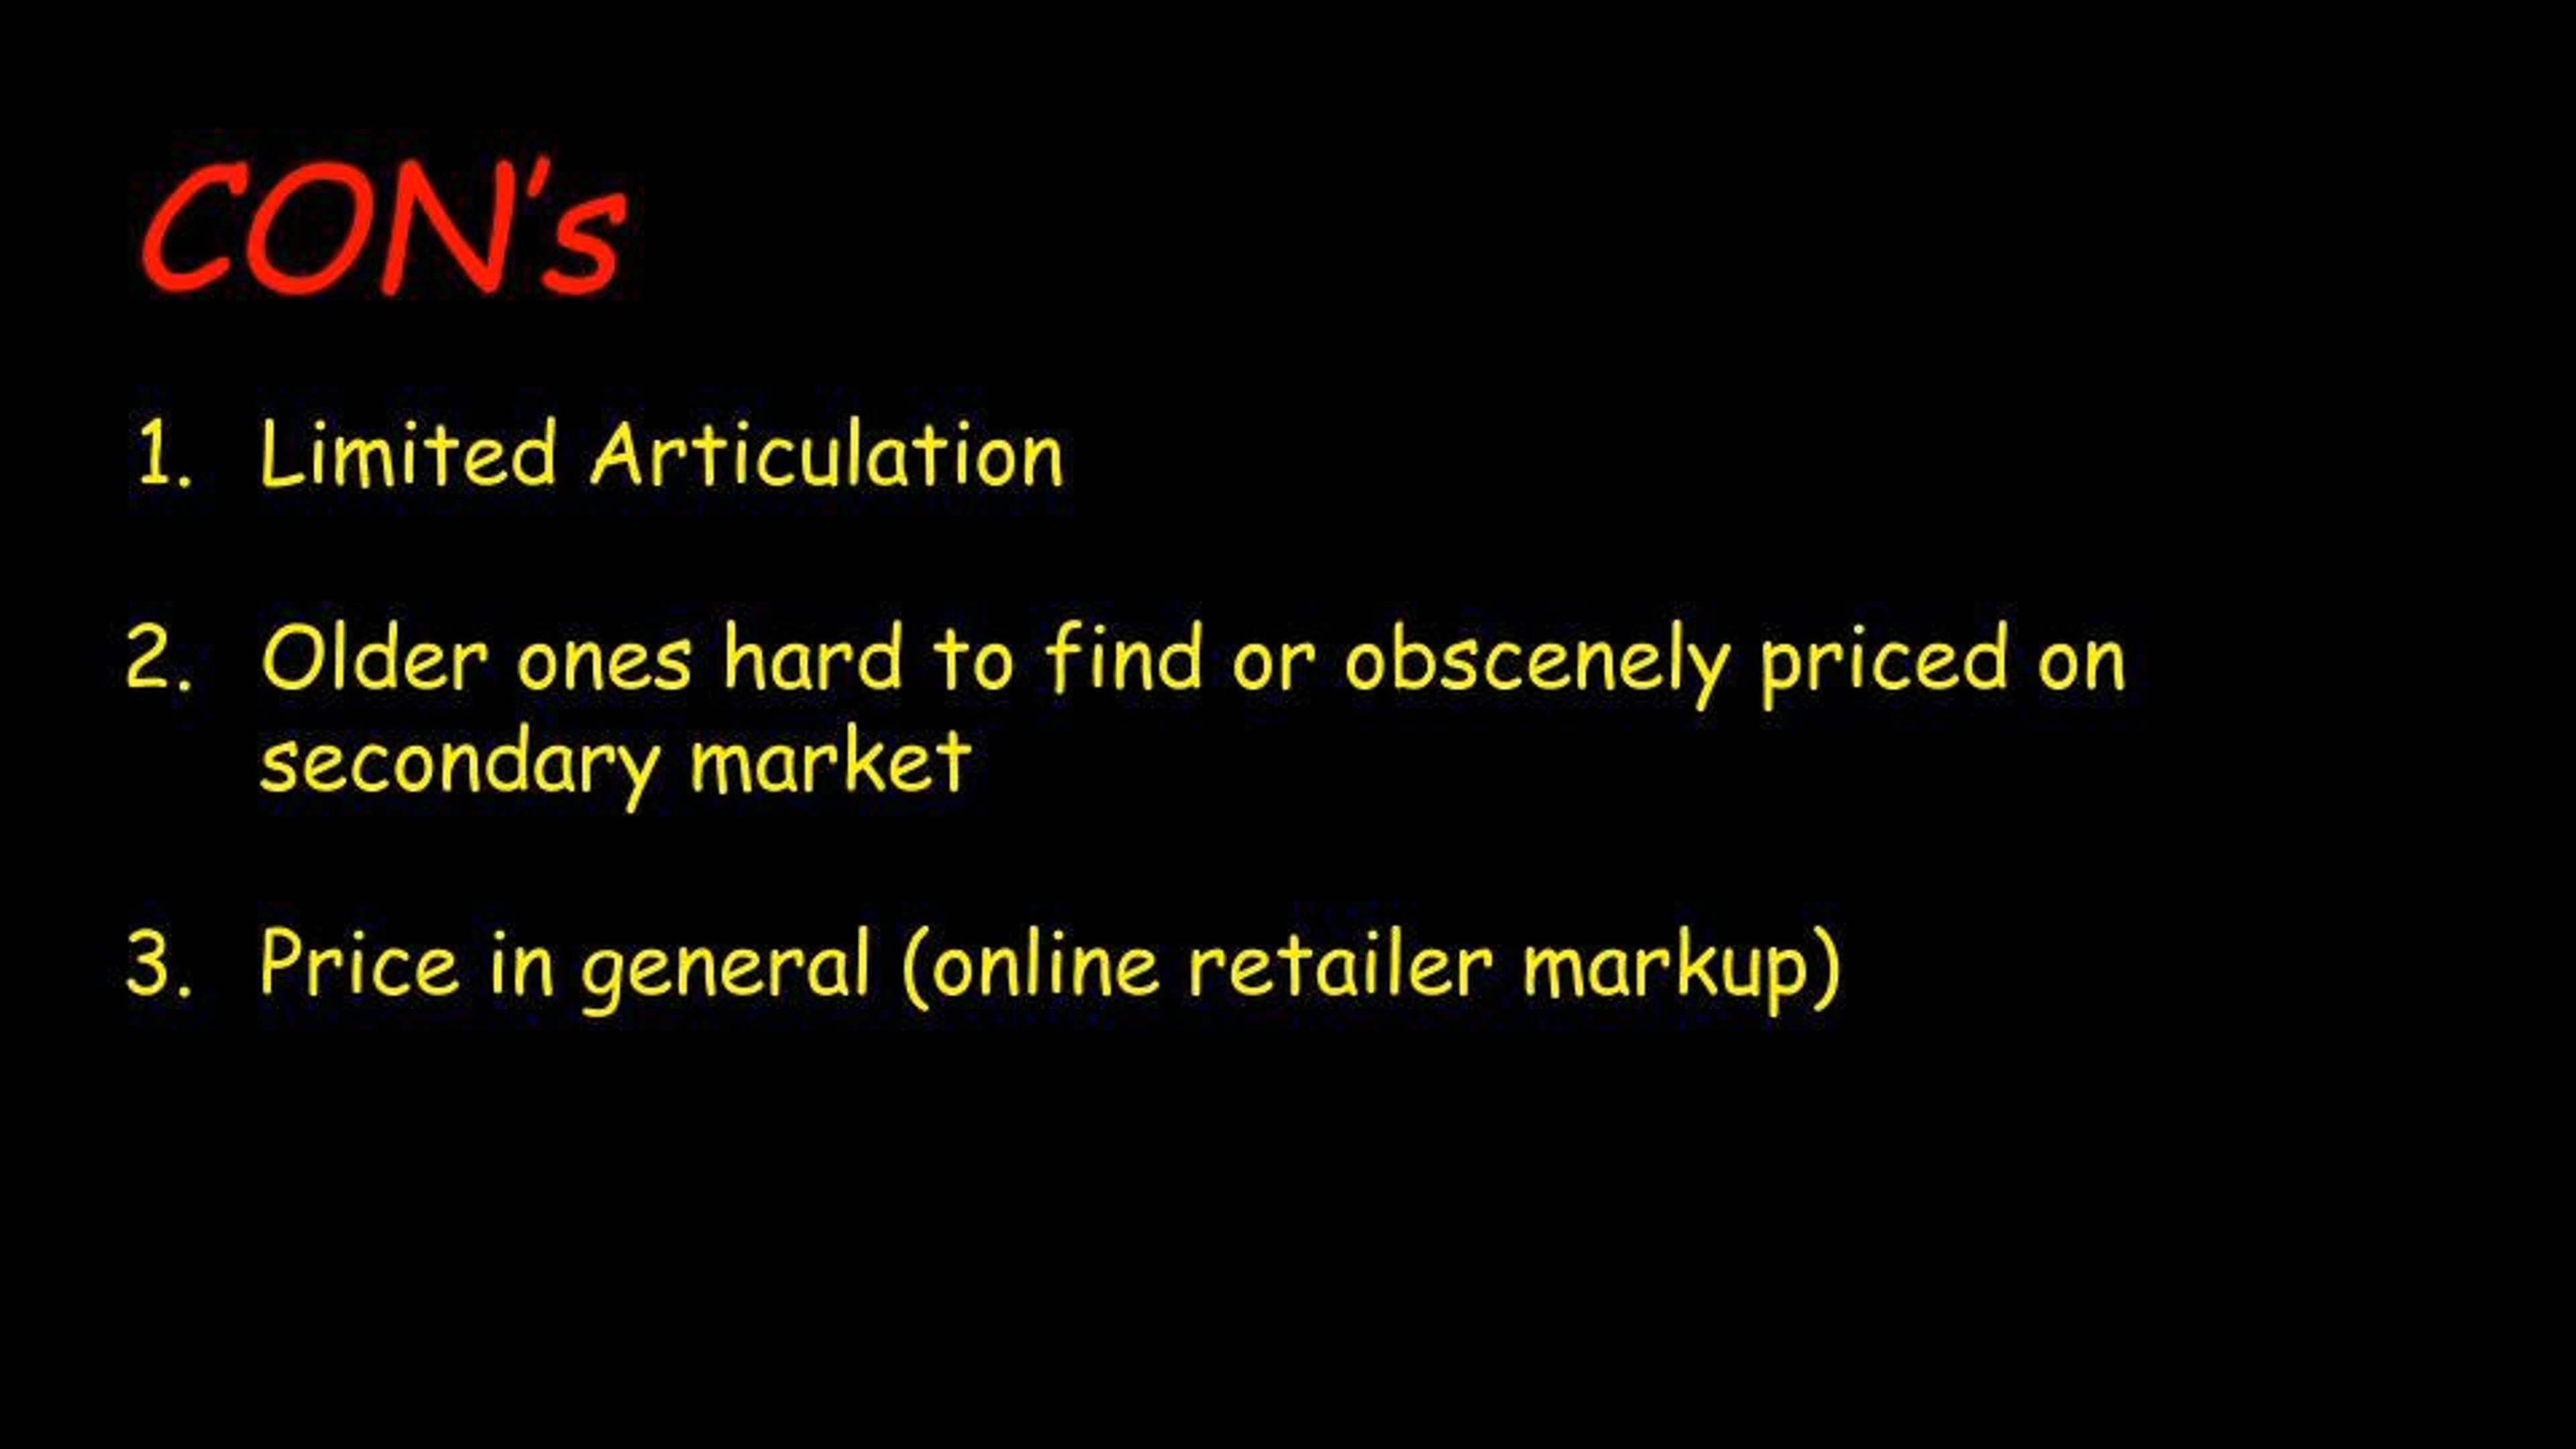 CON's
1. Limited Articulation
2. Older ones hard to find or obscenely priced on
secondary market
3. Price in general (online retailer markup)